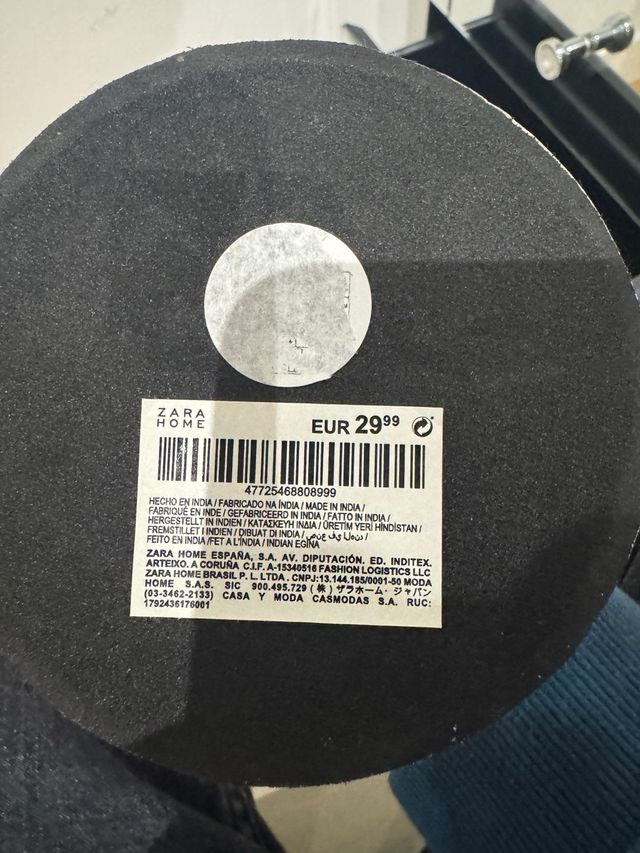 ZARA
HOME
EUR 29⁹⁹
47725468808999
HECHO EN INDIA / FABRICADO NA ÍNDIA / MADE IN INDIA /
FABRIQUÉ EN INDE / GEFABRICEERD IN INDIA / FATTO IN INDIA /
HERGESTELLT IN INDIEN / ΚΑΤΑΣΚΕΥΗ ΙΝΔΙΑ / ÜRETİM YERİ HİNDİSTAN /
FREMSTILLET I INDIEN / DIBUAT DI INDIA / صنع في الهند /
FEITO EN INDIA /FET A L'ÍNDIA / INDIAN EGINA
ZARA HOME ESPAÑA, S.A. AV. DIPUTACIÓN. ED. INDITEX.
ARTEIXO. A CORUÑA C.I.F. A-15340516 FASHION LOGISTICS LLC
ZARA HOME BRASIL P. L. LTDA . CNPJ:13.144.185/0001-50 MODA
HOME S.A.S. SIC 900.495.729 (株) ザラホーム・ジャパン
(03-3462-2133) CASA Y MODA CASMODAS S.A. RUC:
1792436176001